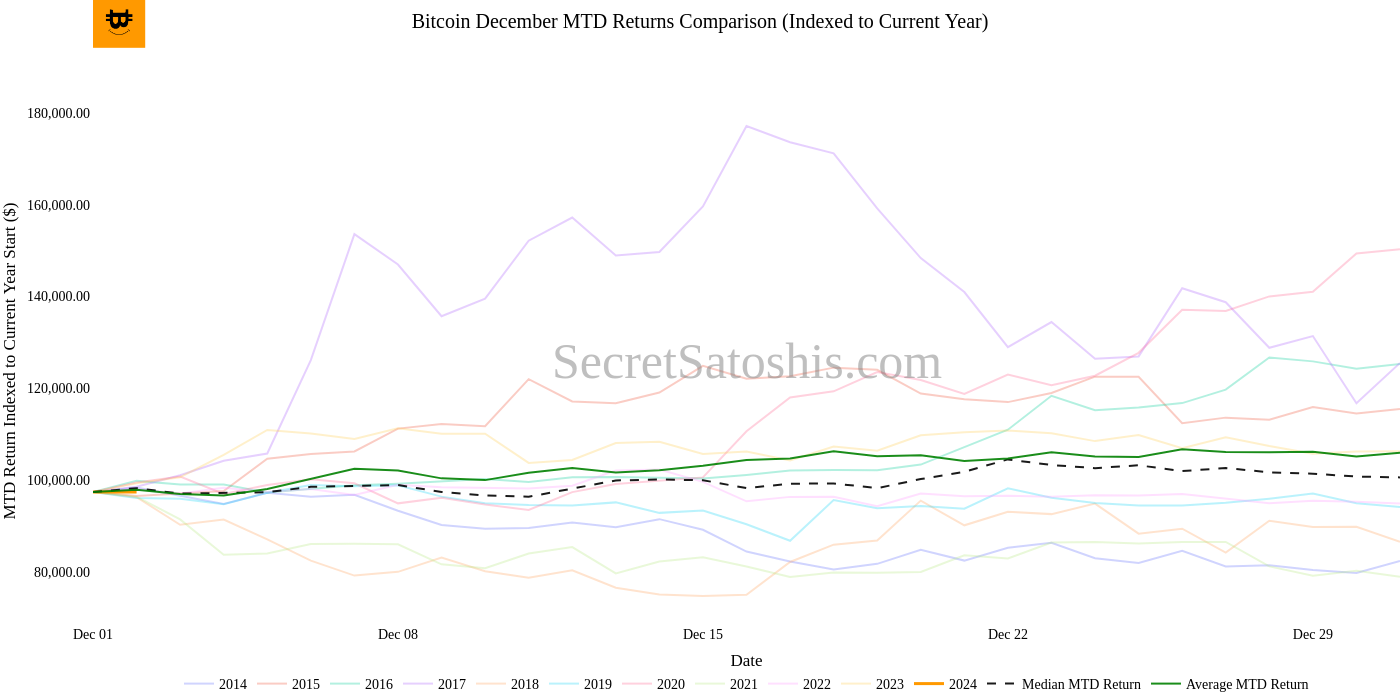 Bitcoin December MTD Returns Comparison (Indexed to Current Year)
MTD Return Indexed to Current Year Start ($)
180,000.00
160,000.00
140,000.00
120,000.00
100,000.00
80,000.00
SecretSatoshis.com
Dec 01 Dec 08 Dec 15 Dec 22 Dec 29
Date
2014 2015 2016 2017 2018 2019 2020 2021 2022 2023 2024 Median MTD Return Average MTD Return